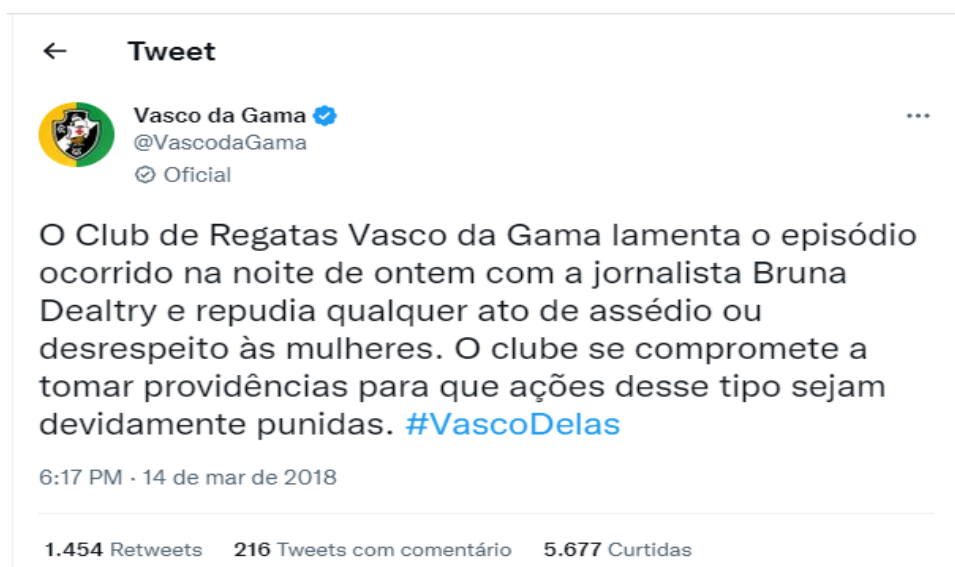 Tweet
Vasco da Gama
@VascodaGama
Oficial
O Club de Regatas Vasco da Gama lamenta o episódio
ocorrido na noite de ontem com a jornalista Bruna
Dealtry e repudia qualquer ato de assédio ou
desrespeito às mulheres. O clube se compromete a
tomar providências para que ações desse tipo sejam
devidamente punidas. #VascoDelas
6:17 PM · 14 de mar de 2018
1.454 Retweets 216 Tweets com comentário 5.677 Curtidas